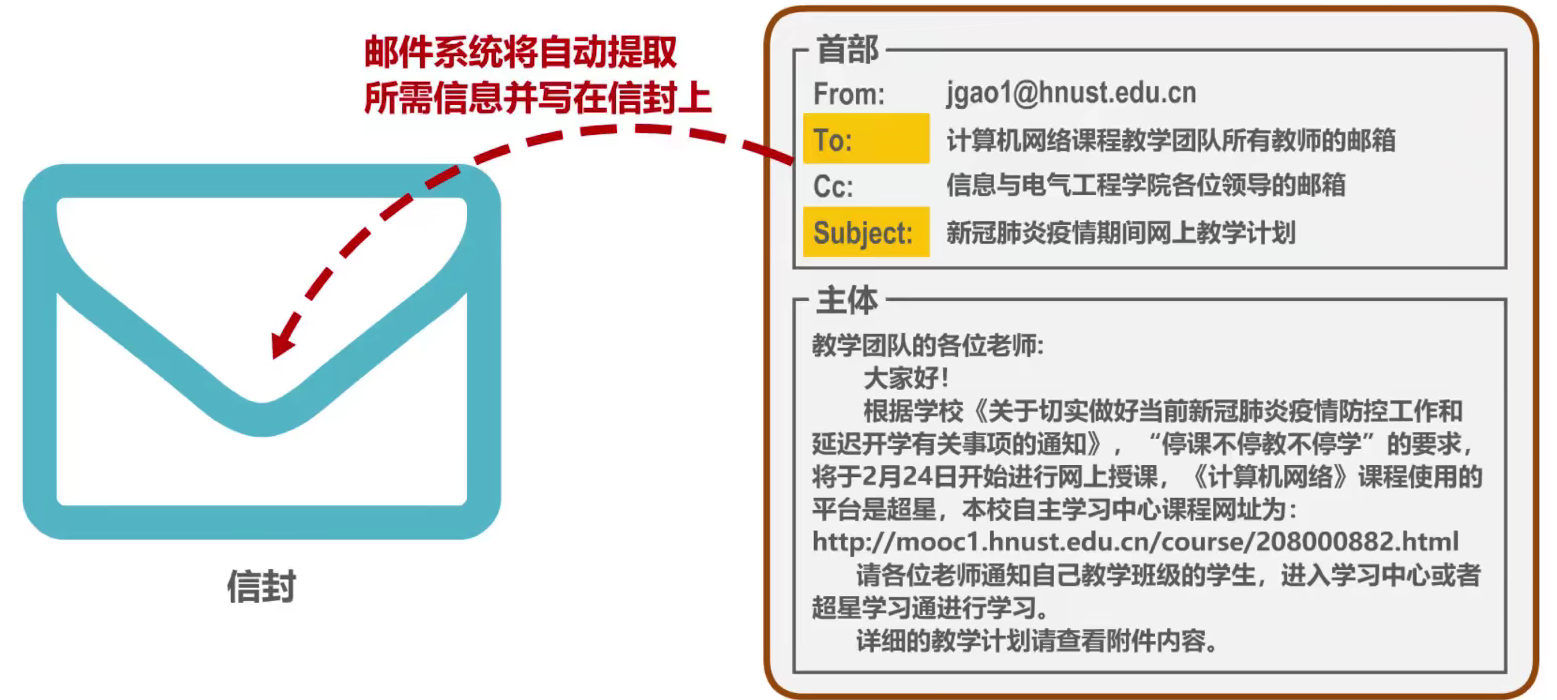 邮件系统将自动提取
所需信息并写在信封上
信封
首部
From: jgao1@hnust.edu.cn
To: 计算机网络课程教学团队所有教师的邮箱
Cc: 信息与电气工程学院各位领导的邮箱
Subject: 新冠肺炎疫情期间网上教学计划
主体
教学团队的各位老师:
大家好！
根据学校《关于切实做好当前新冠肺炎疫情防控工作和
延迟开学有关事项的通知》，“停课不停教不停学”的要求，
将于2月24日开始进行网上授课，《计算机网络》课程使用的
平台是超星，本校自主学习中心课程网址为：
http://mooc1.hnust.edu.cn/course/208000882.html
请各位老师通知自己教学班级的学生，进入学习中心或者
超星学习通进行学习。
详细的教学计划请查看附件内容。